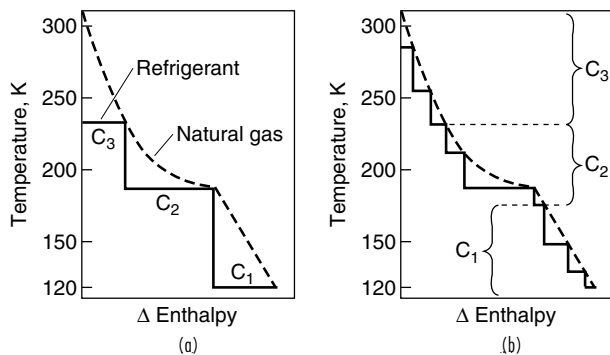 300
250
200
150
120
Temperature, K
Refrigerant
Natural gas
C3
C2
C1
Δ Enthalpy
(a)
300
250
200
150
120
Temperature, K
C3
C2
C1
Δ Enthalpy
(b)